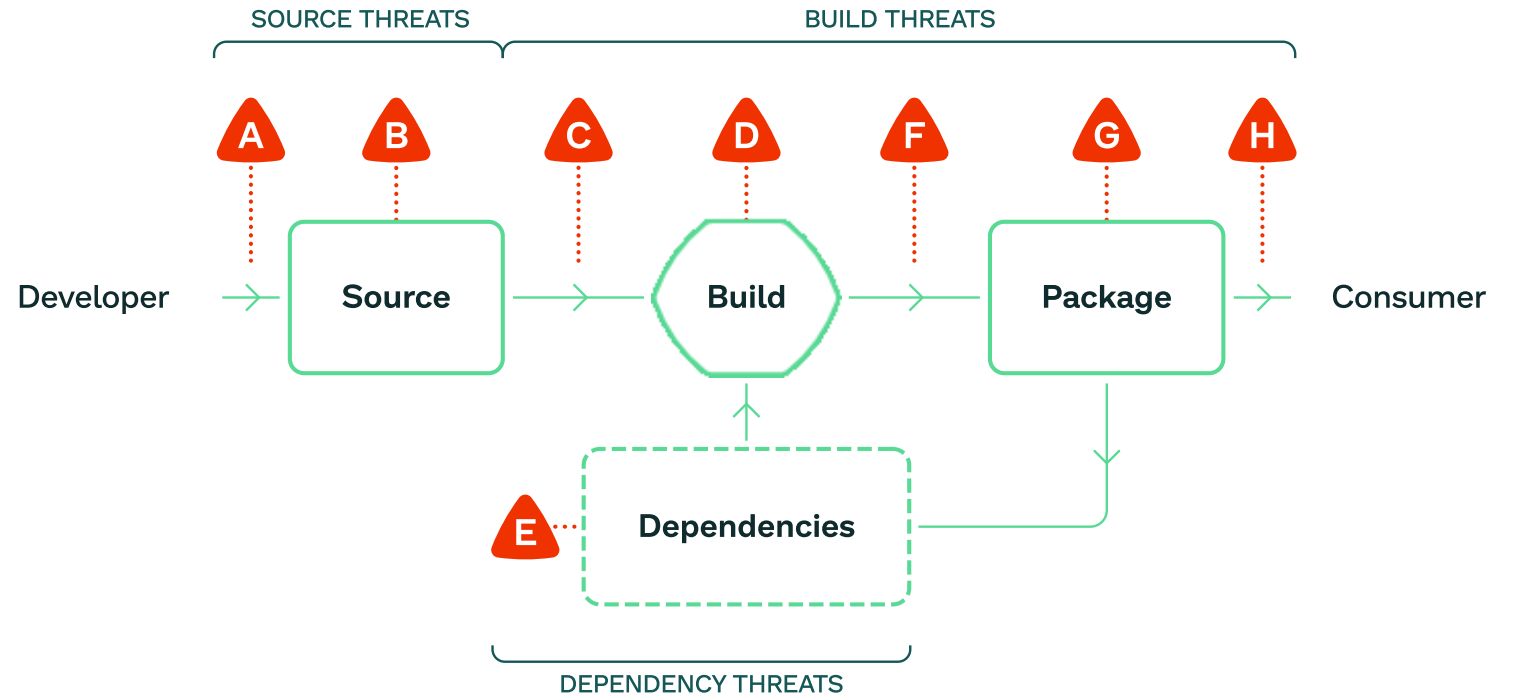 SOURCE THREATS
BUILD THREATS
A
B
C
D
F
G
H
Developer
Source
Build
Package
Consumer
E
Dependencies
DEPENDENCY THREATS